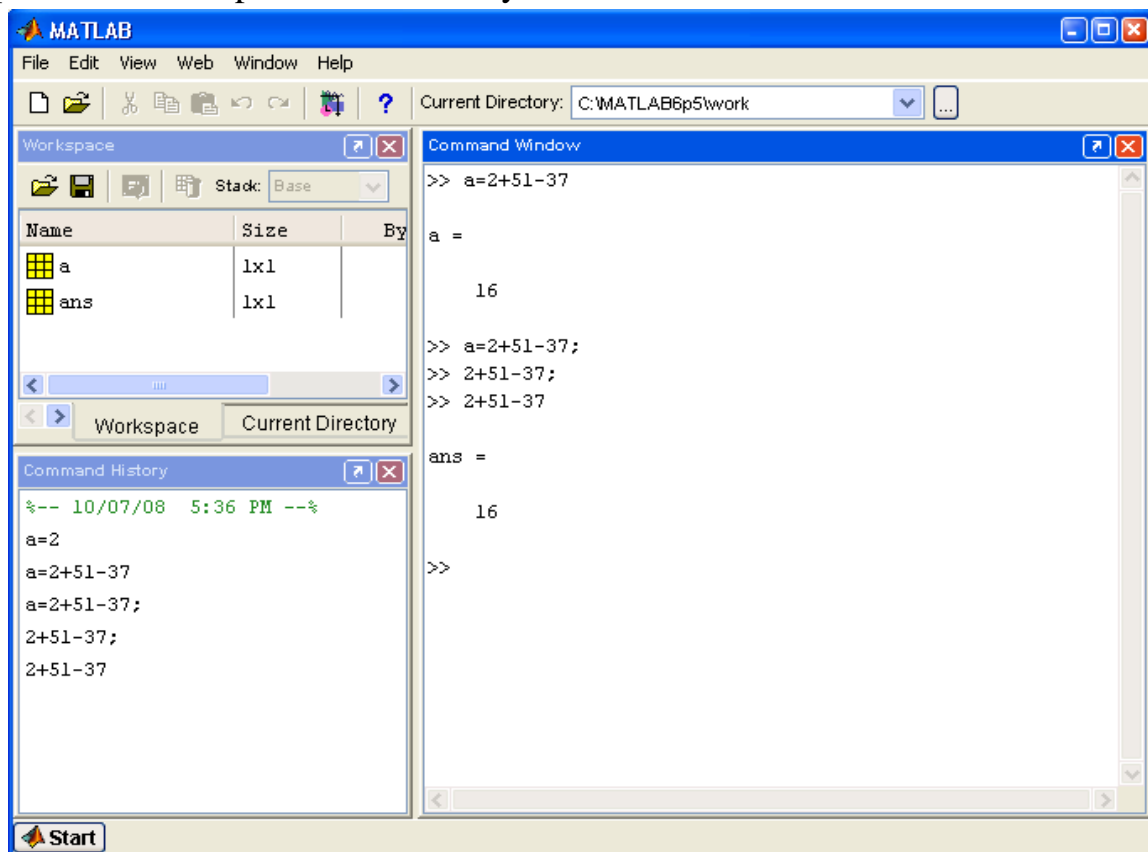 MATLAB
File Edit View Web Window Help
? Current Directory: C:\MATLAB6p5\work ...
Workspace
Stack: Base
Name Size By
a 1x1
ans 1x1
Workspace Current Directory
Command History
%-- 10/07/08 5:36 PM --%
a=2
a=2+51-37
a=2+51-37;
2+51-37;
2+51-37
Command Window
>> a=2+51-37
a =
16
>> a=2+51-37;
>> 2+51-37;
>> 2+51-37
ans =
16
>>
Start